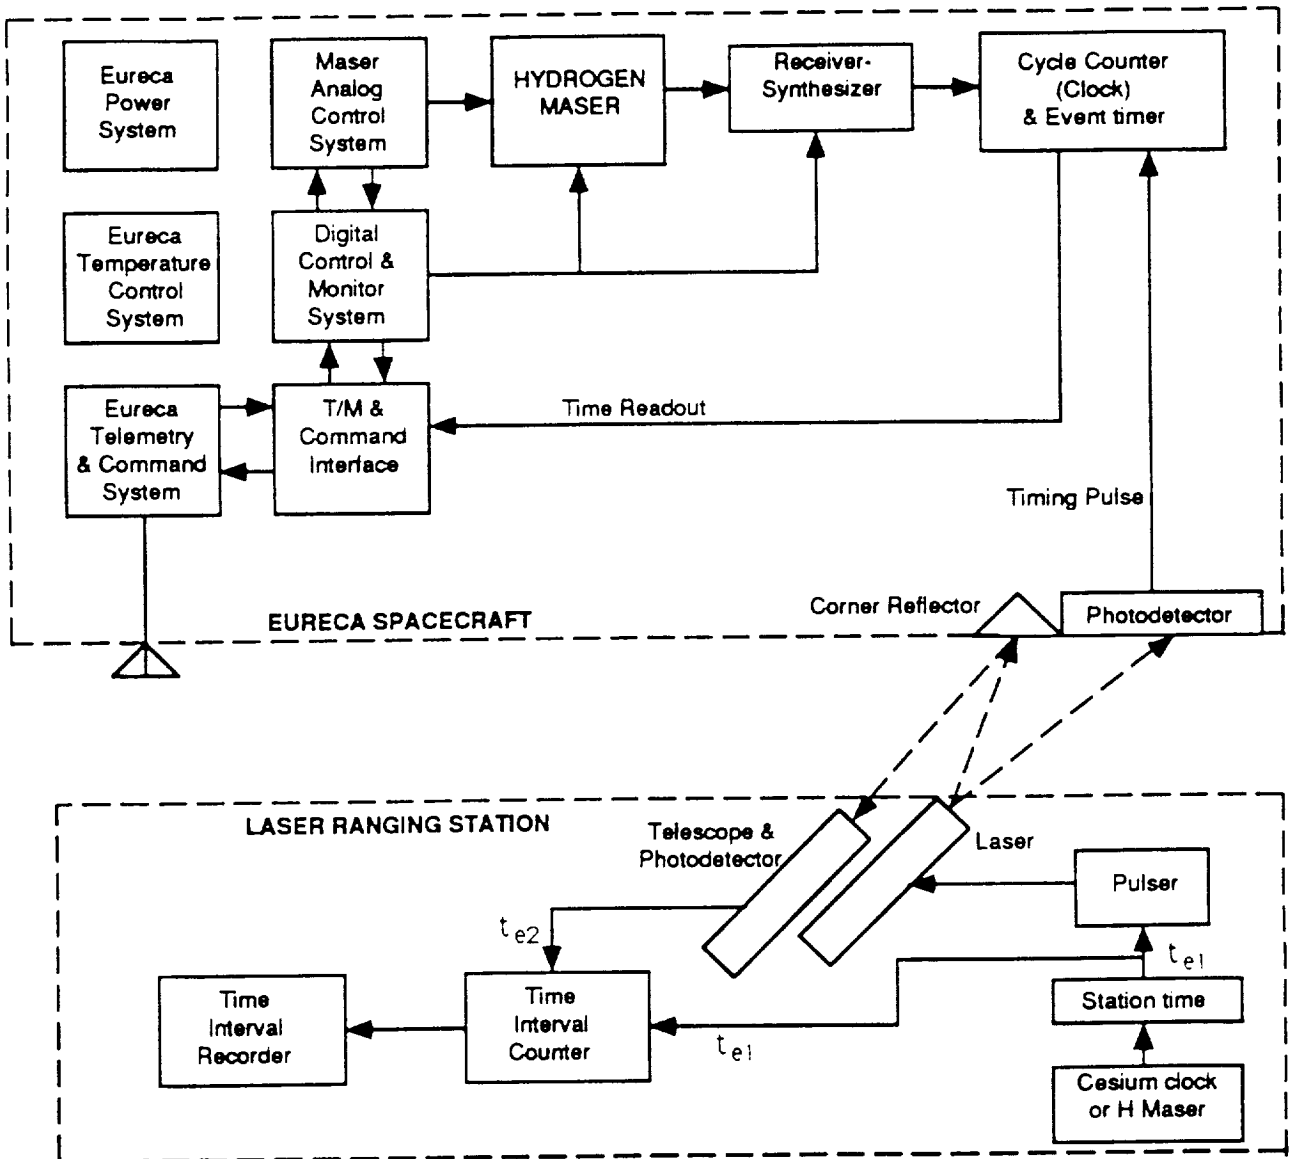 Eureca
Power
System
Maser
Analog
Control
System
HYDROGEN
MASER
Receiver-
Synthesizer
Cycle Counter
(Clock)
& Event timer
Eureca
Temperature
Control
System
Digital
Control &
Monitor
System
Eureca
Telemetry
& Command
System
T/M &
Command
Interface
Time Readout
Timing Pulse
EURECA SPACECRAFT
Corner Reflector
Photodetector
LASER RANGING STATION
Telescope &
Photodetector
Laser
Pulser
te2
te1
Time
Interval
Recorder
Time
Interval
Counter
te1
Station time
Cesium clock
or H Maser